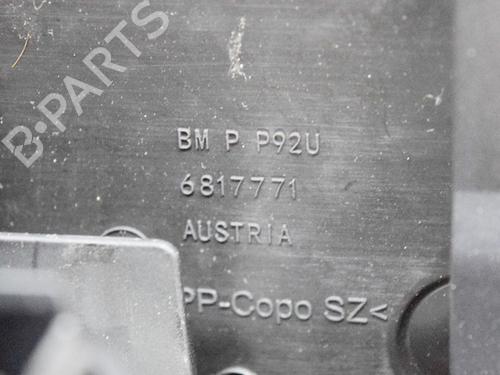 B·PARTS
BM P P92U
6817771
AUSTRIA
PP-Copo SZ<